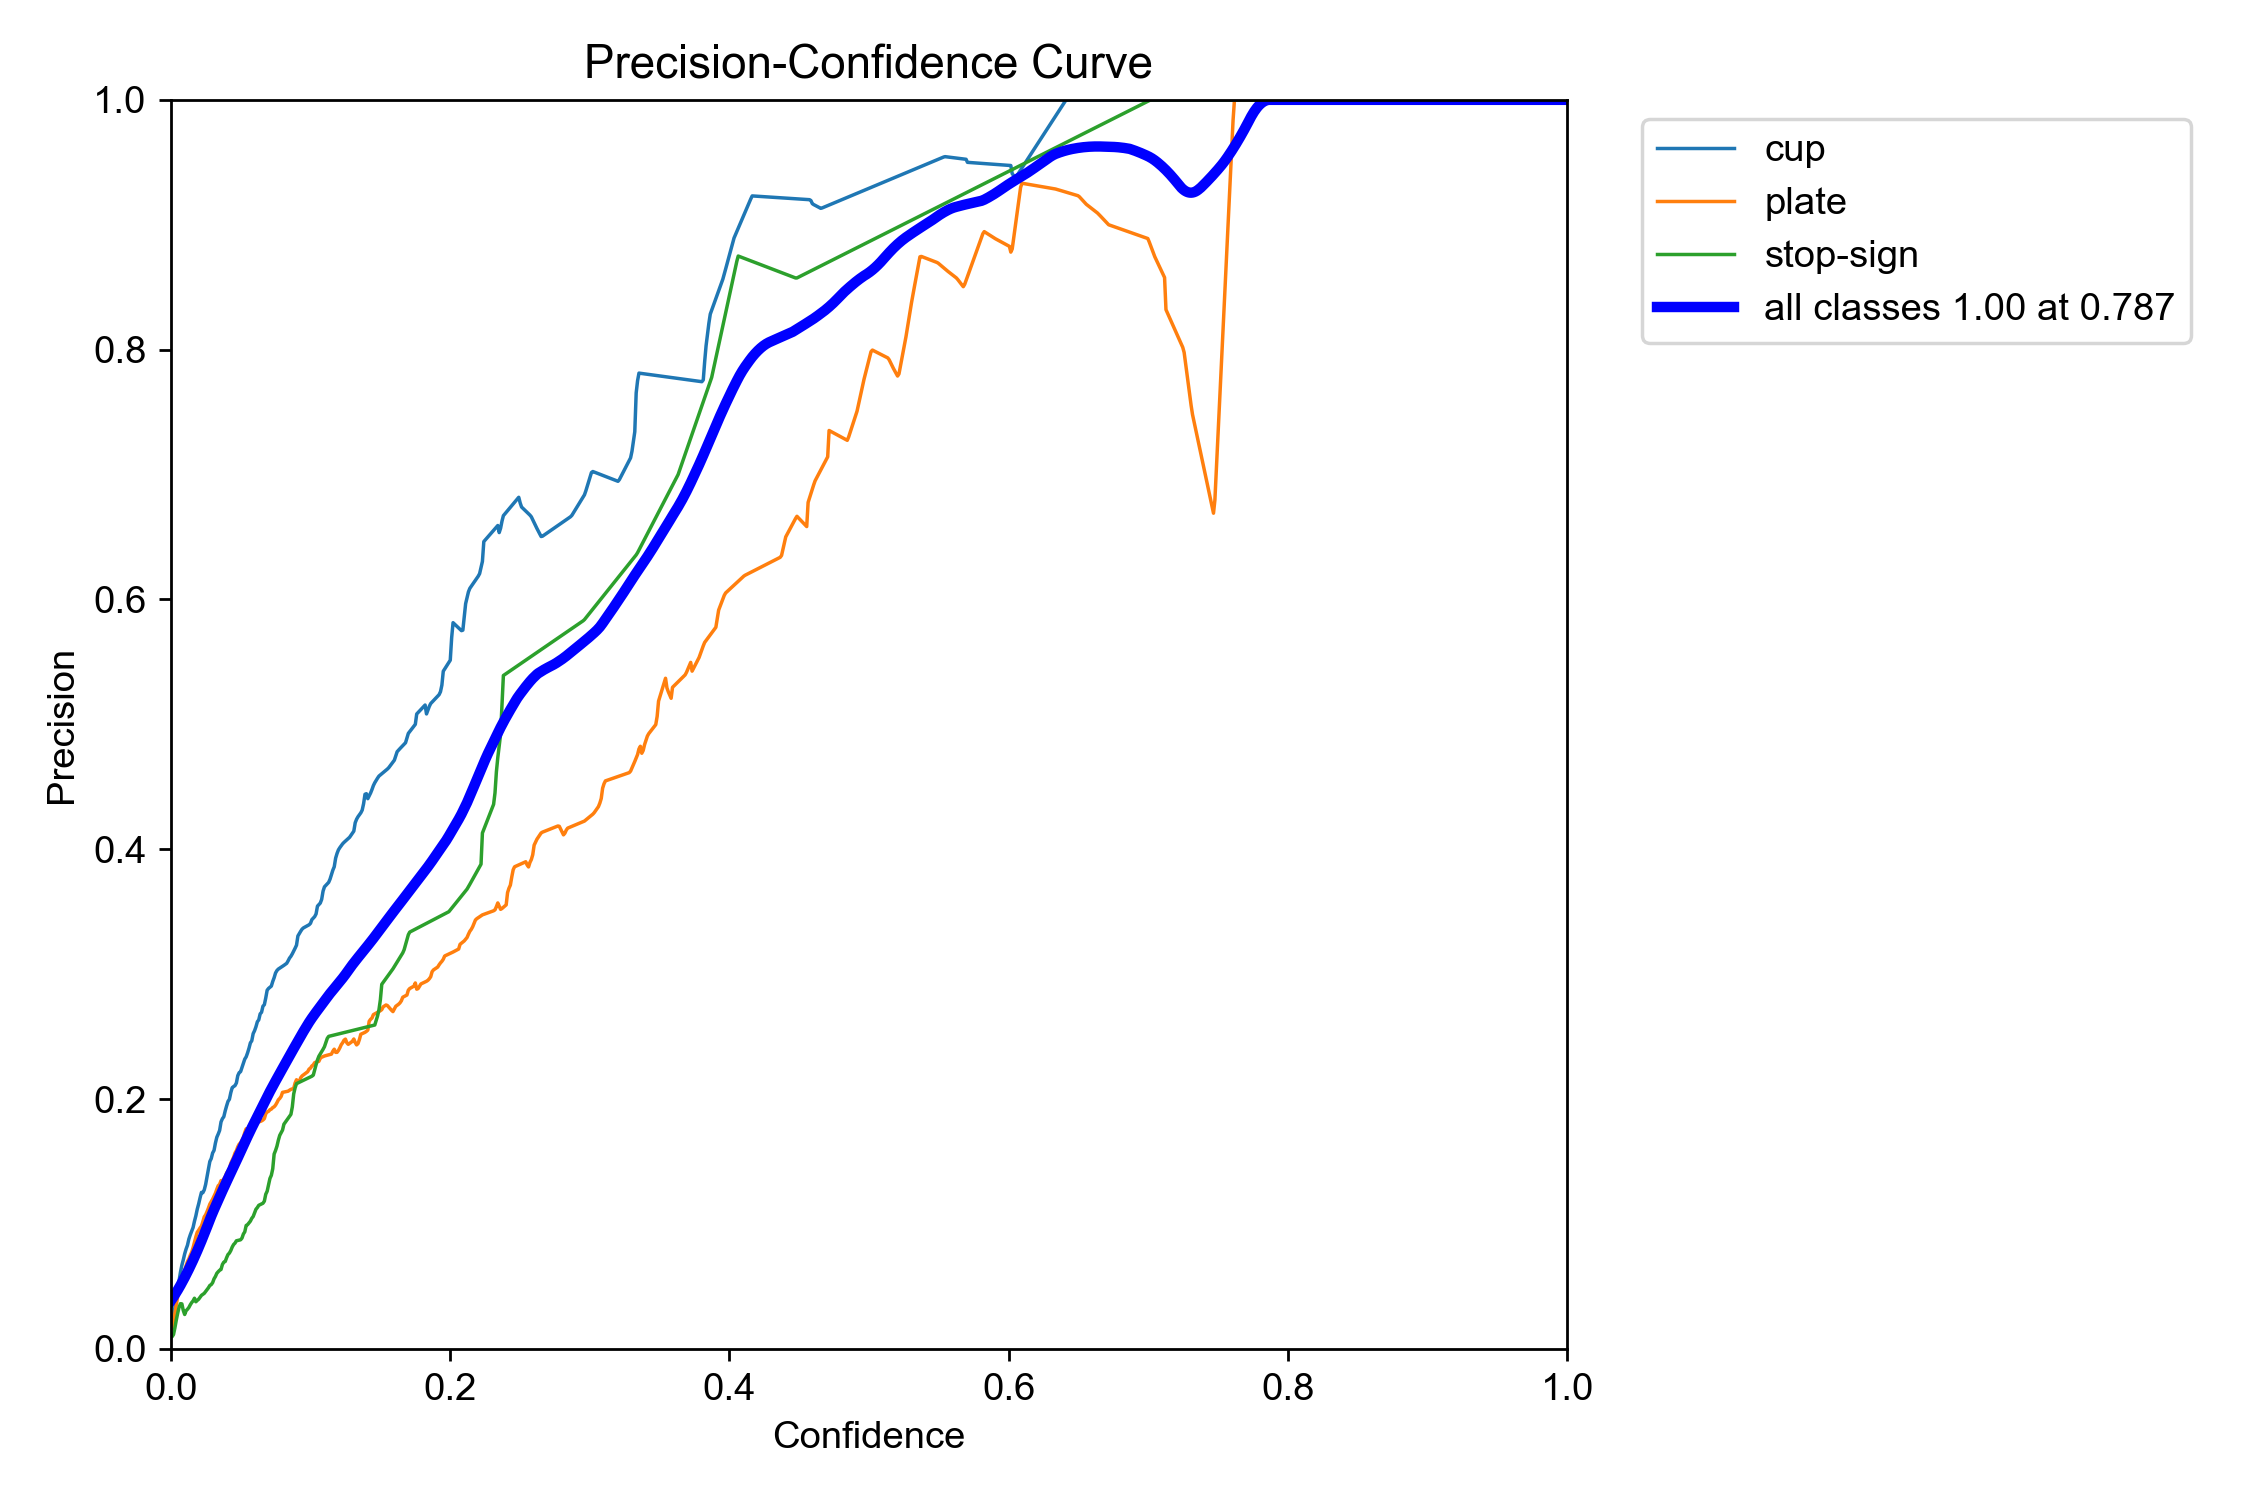 Precision-Confidence Curve
1.0
0.8
0.6
0.4
0.2
0.0
Precision
0.0 0.2 0.4 0.6 0.8 1.0
Confidence
cup
plate
stop-sign
all classes 1.00 at 0.787